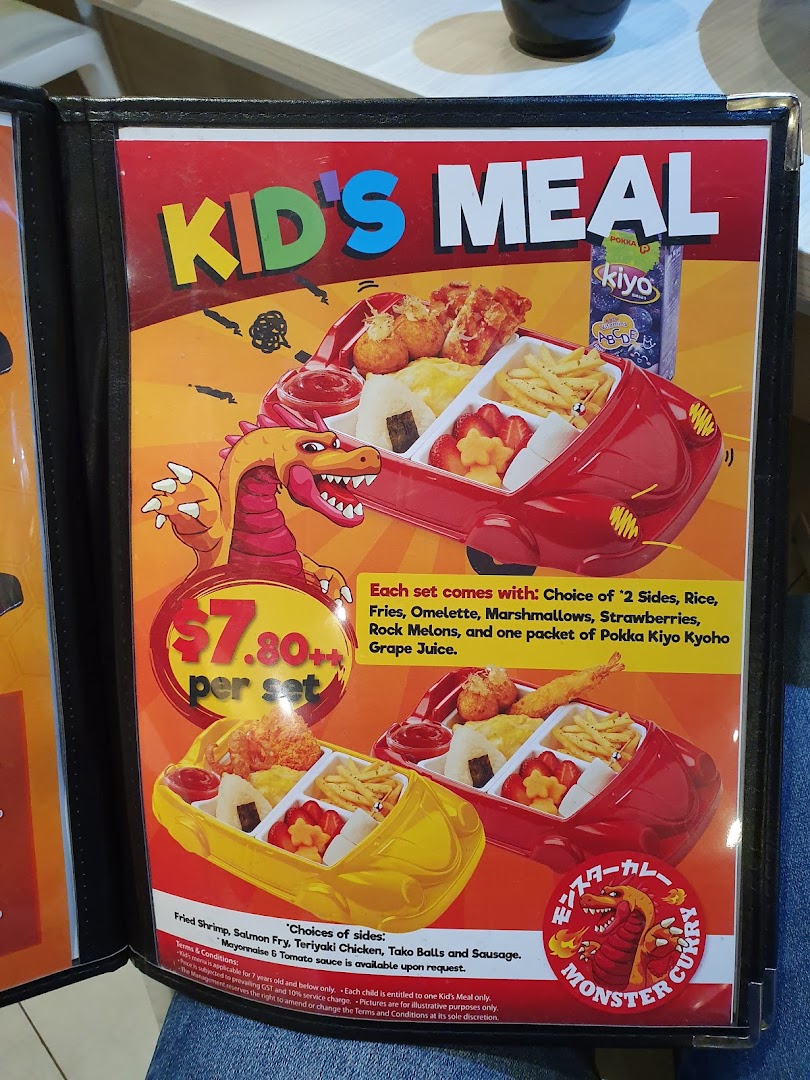 KID'S MEAL
POKKA
kiyo
ABCDE
Each set comes with: Choice of *2 Sides, Rice,
Fries, Omelette, Marshmallows, Strawberries,
Rock Melons, and one packet of Pokka Kiyo Kyoho
Grape Juice.
$7.80++
per set
*Choices of sides:
Fried Shrimp, Salmon Fry, Teriyaki Chicken, Tako Balls and Sausage.
*Mayonnaise & Tomato sauce is available upon request.
Terms & Conditions:
• Kid's menu is applicable for 7 years old and below only. • Each child is entitled to one Kid's Meal only.
• Price is subjected to prevailing GST and 10% service charge. • Pictures are for illustrative purposes only.
• The Management reserves the right to amend or change the Terms and Conditions at its sole discretion.
モンスターカレー
MONSTER CURRY